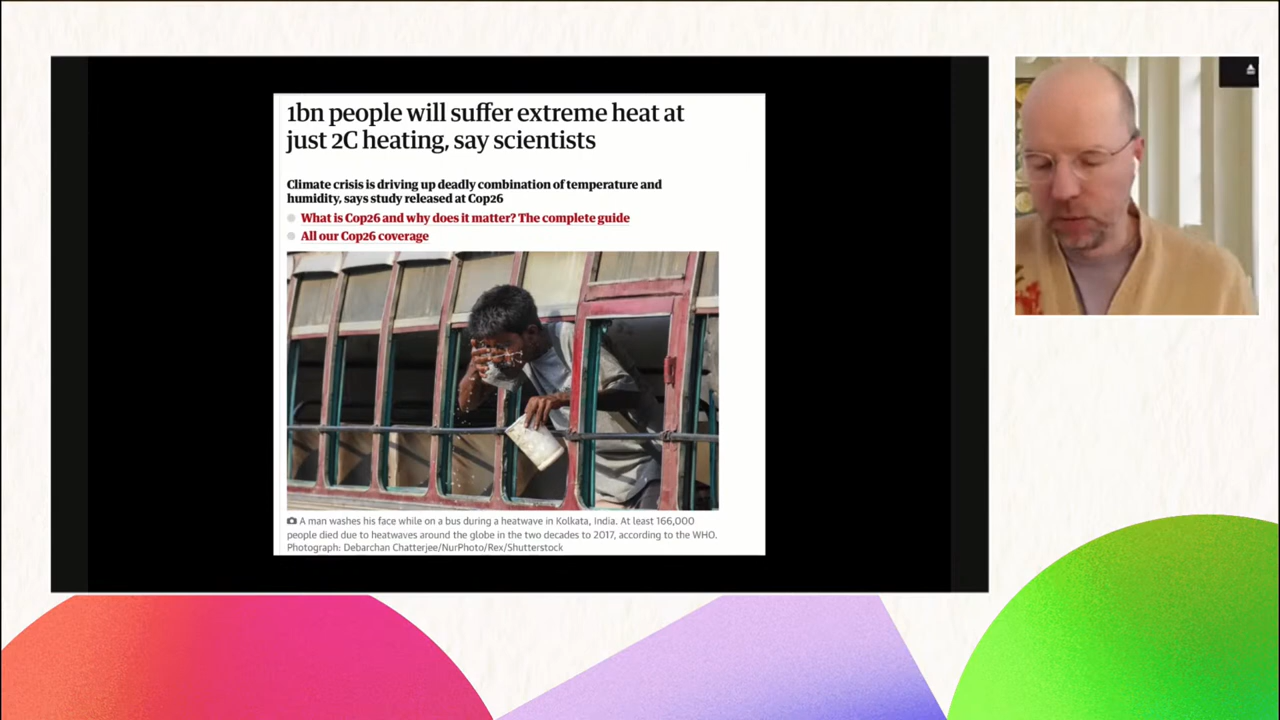 1bn people will suffer extreme heat at
just 2C heating, say scientists
Climate crisis is driving up deadly combination of temperature and
humidity, says study released at Cop26
What is Cop26 and why does it matter? The complete guide
All our Cop26 coverage
A man washes his face while on a bus during a heatwave in Kolkata, India. At least 166,000
people died due to heatwaves around the globe in the two decades to 2017, according to the WHO.
Photograph: Debarchan Chatterjee/NurPhoto/Rex/Shutterstock